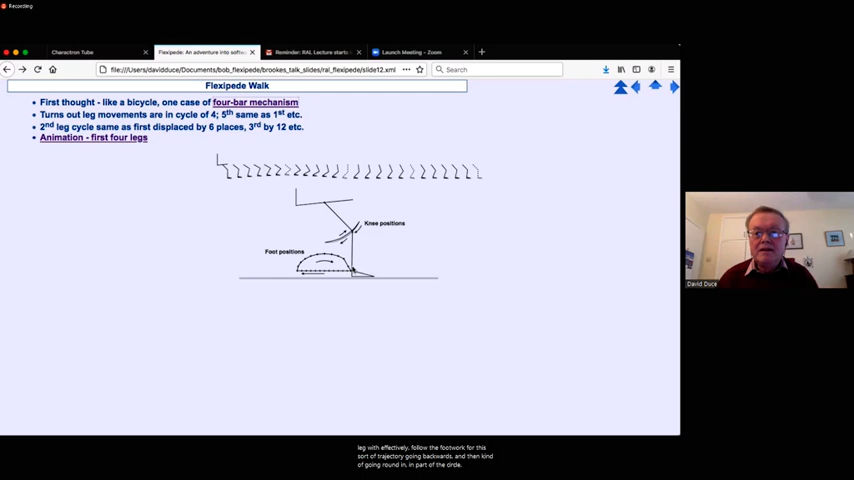 Recording
Charactron Tube
Flexipede: An adventure into softw
Reminder: RAL Lecture starts
Launch Meeting - Zoom
file:///Users/davidduce/Documents/bob_flexipede/brookes_talk_slides/ral_flexipede/slide12.xml
Search
Flexipede Walk
• First thought - like a bicycle, one case of four-bar mechanism
• Turns out leg movements are in cycle of 4; 5th same as 1st etc.
• 2nd leg cycle same as first displaced by 6 places, 3rd by 12 etc.
• Animation - first four legs
Knee positions
Foot positions
David Duce
leg with effectively, follow the footwork for this
sort of trajectory going backwards, and then kind
of going round in, in part of the circle.